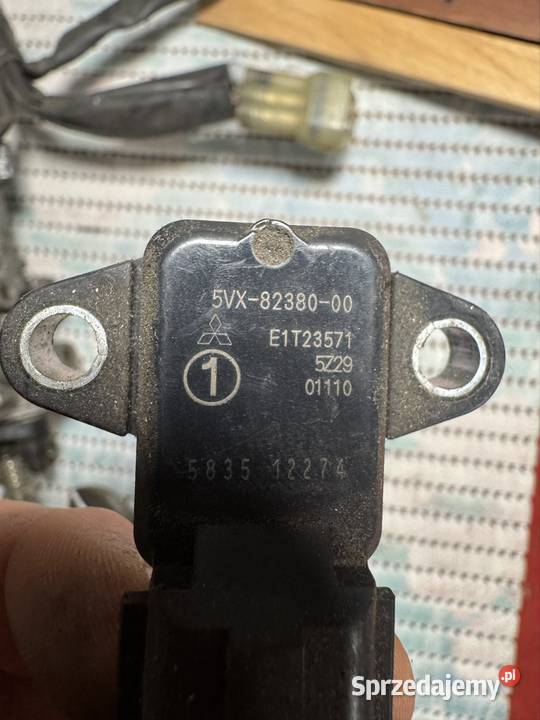 5VX-82380-00
E1T23571
5Z29
1
01110
5835 12274
Sprzedajemy.pl